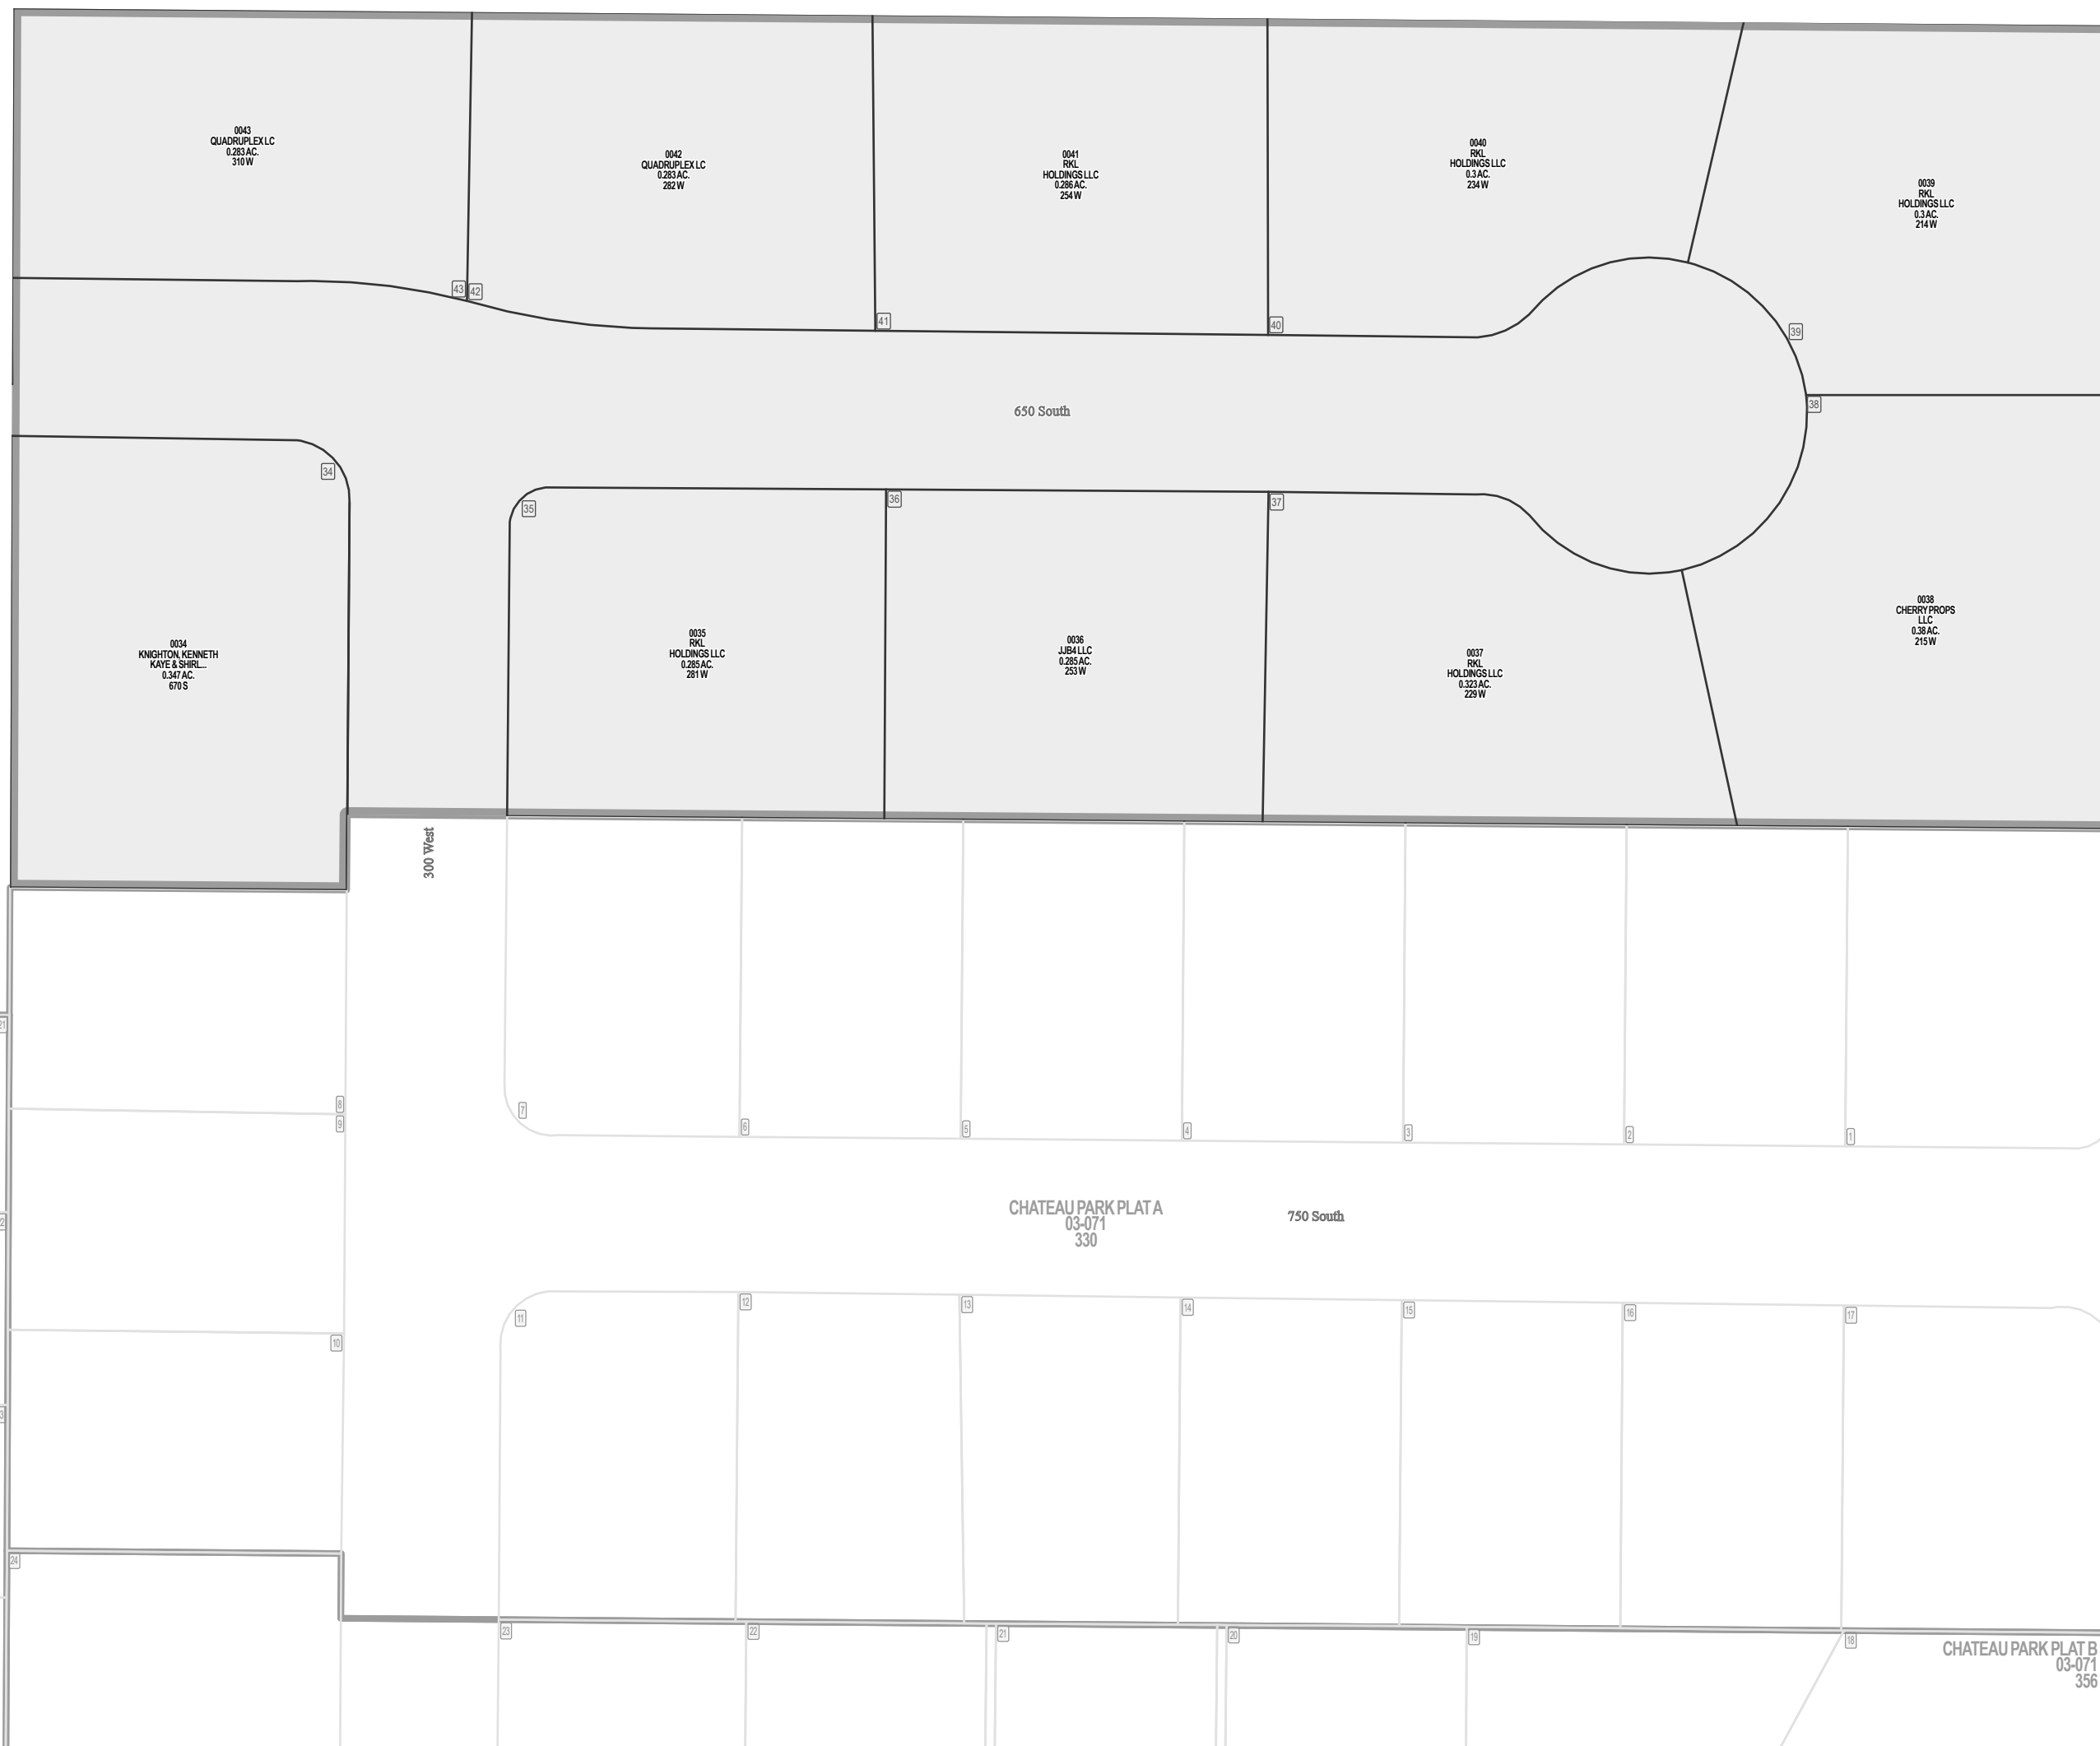 0043
QUADRUPLEX LC
0.283 AC.
310 W
0042
QUADRUPLEX LC
0.283 AC.
282 W
0041
RKL
HOLDINGS LLC
0.286 AC.
254 W
0040
RKL
HOLDINGS LLC
0.3 AC.
234 W
0039
RKL
HOLDINGS LLC
0.3 AC.
214 W
43
42
41
40
39
38
650 South
34
35
36
37
0034
KNIGHTON, KENNETH
KAYE & SHIRL...
0.347 AC.
670 S
0035
RKL
HOLDINGS LLC
0.285 AC.
281 W
0036
JJB4 LLC
0.285 AC.
253 W
0037
RKL
HOLDINGS LLC
0.323 AC.
229 W
0038
CHERRY PROPS
LLC
0.38 AC.
215 W
300 West
21
8
9
7
6
5
4
3
2
1
CHATEAU PARK PLAT A
03-071
330
750 South
10
11
12
13
14
15
16
17
24
23
22
21
20
19
18
CHATEAU PARK PLAT B
03-071
356